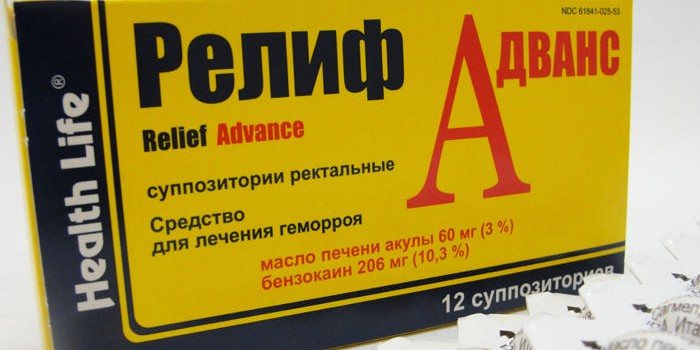 NDC 61841-025-53
Health Life®
Релиф
АДВАНС
Relief Advance
суппозитории ректальные
Средство
для лечения геморроя
масло печени акулы 60 мг (3 %)
бензокаин 206 мг (10,3 %)
12 суппозиториев